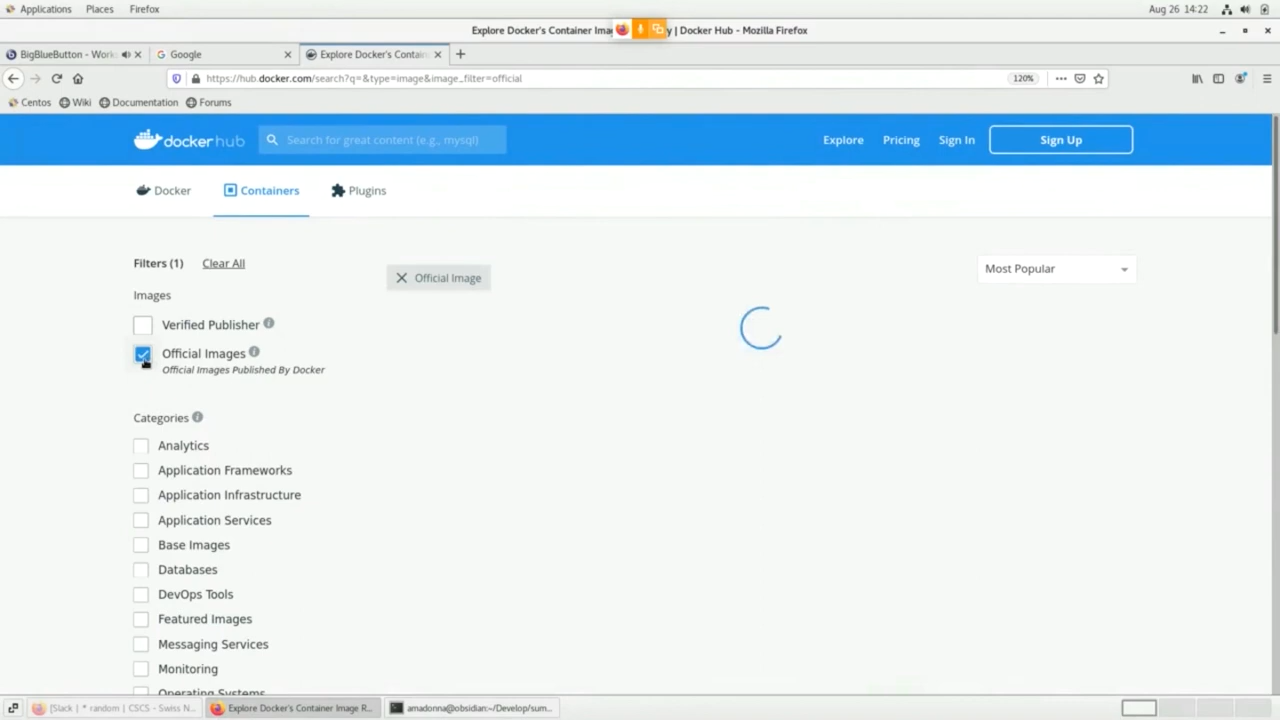 Applications Places Firefox Aug 26 14:22
Explore Docker's Container Ima y | Docker Hub - Mozilla Firefox
BigBlueButton - Work Google Explore Docker's Contain
https://hub.docker.com/search?q=&type=image&image_filter=official 120%
Centos Wiki Documentation Forums
docker hub Search for great content (e.g., mysql) Explore Pricing Sign In Sign Up
Docker Containers Plugins
Filters (1) Clear All
Official Image
Most Popular
Images
Verified Publisher
Official Images
Official Images Published By Docker
Categories
Analytics
Application Frameworks
Application Infrastructure
Application Services
Base Images
Databases
DevOps Tools
Featured Images
Messaging Services
Monitoring
Operating Systems
[Slack | * random | CSCS - Swiss N... Explore Docker's Container Image R... amadonna@obsidian:~/Develop/sum...